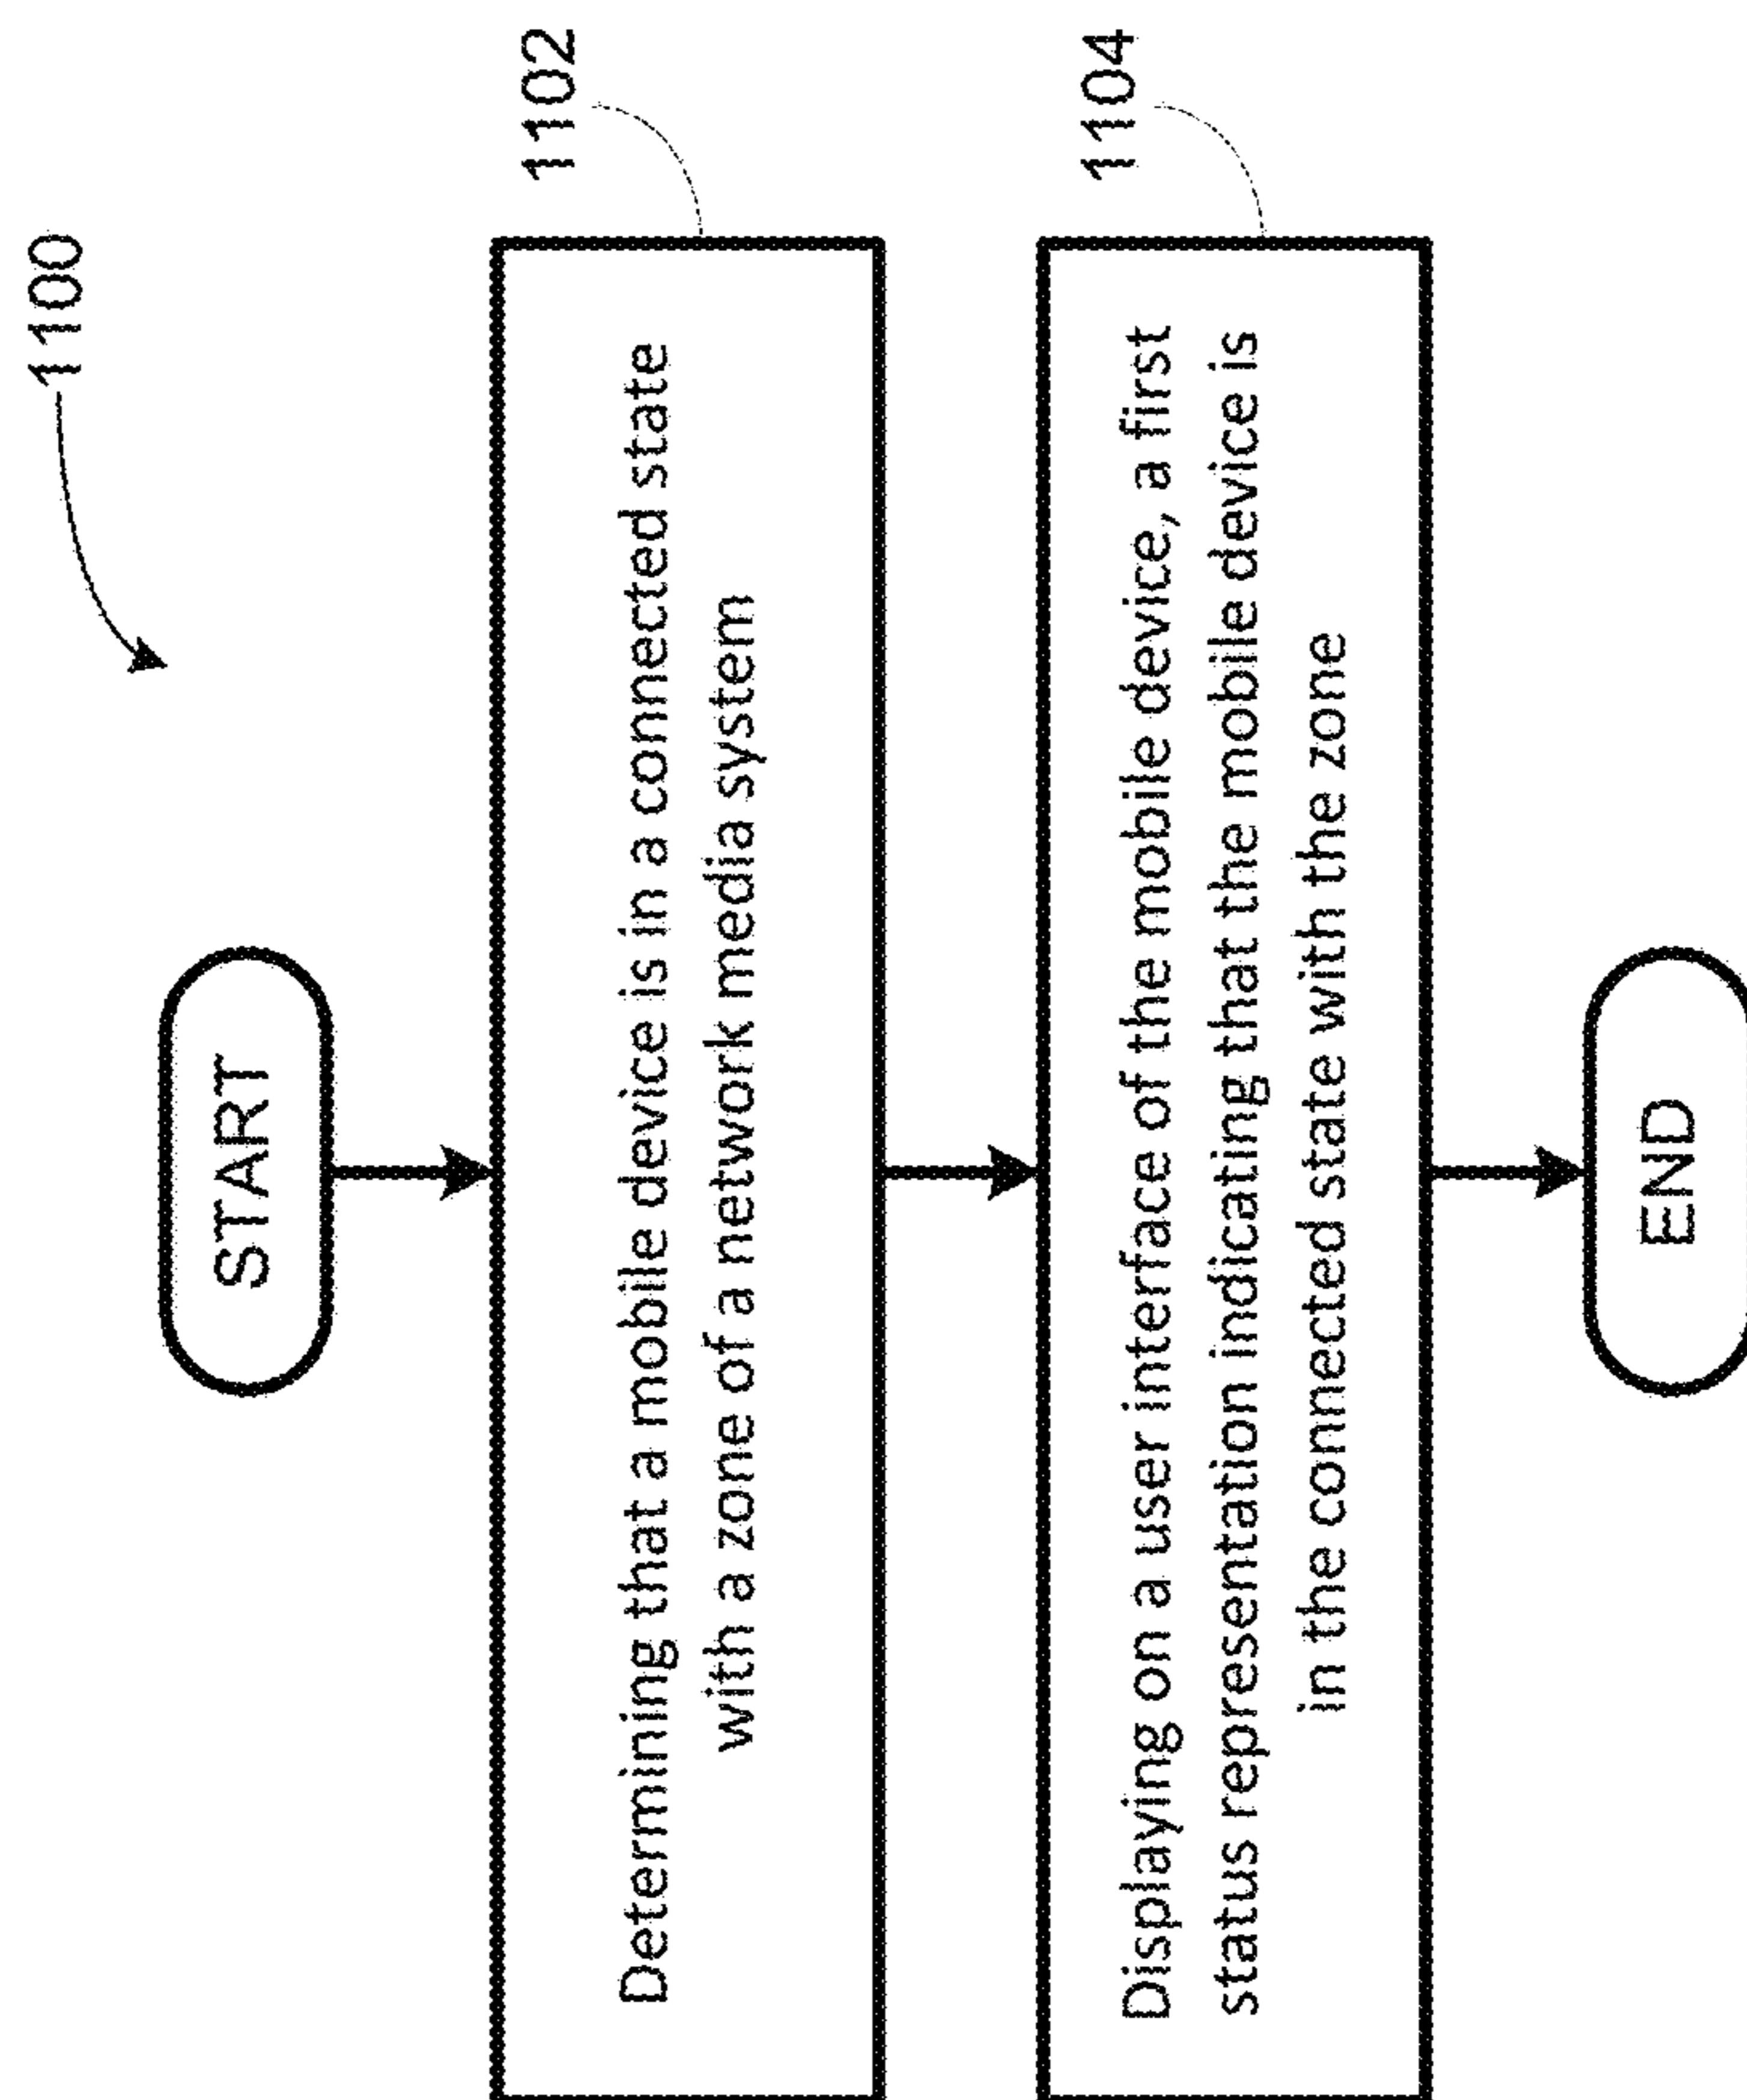 1100
START
1102
Determining that a mobile device is in a connected state
with a zone of a network media system
1104
Displaying on a user interface of the mobile device, a first
status representation indicating that the mobile device is
in the connected state with the zone
END